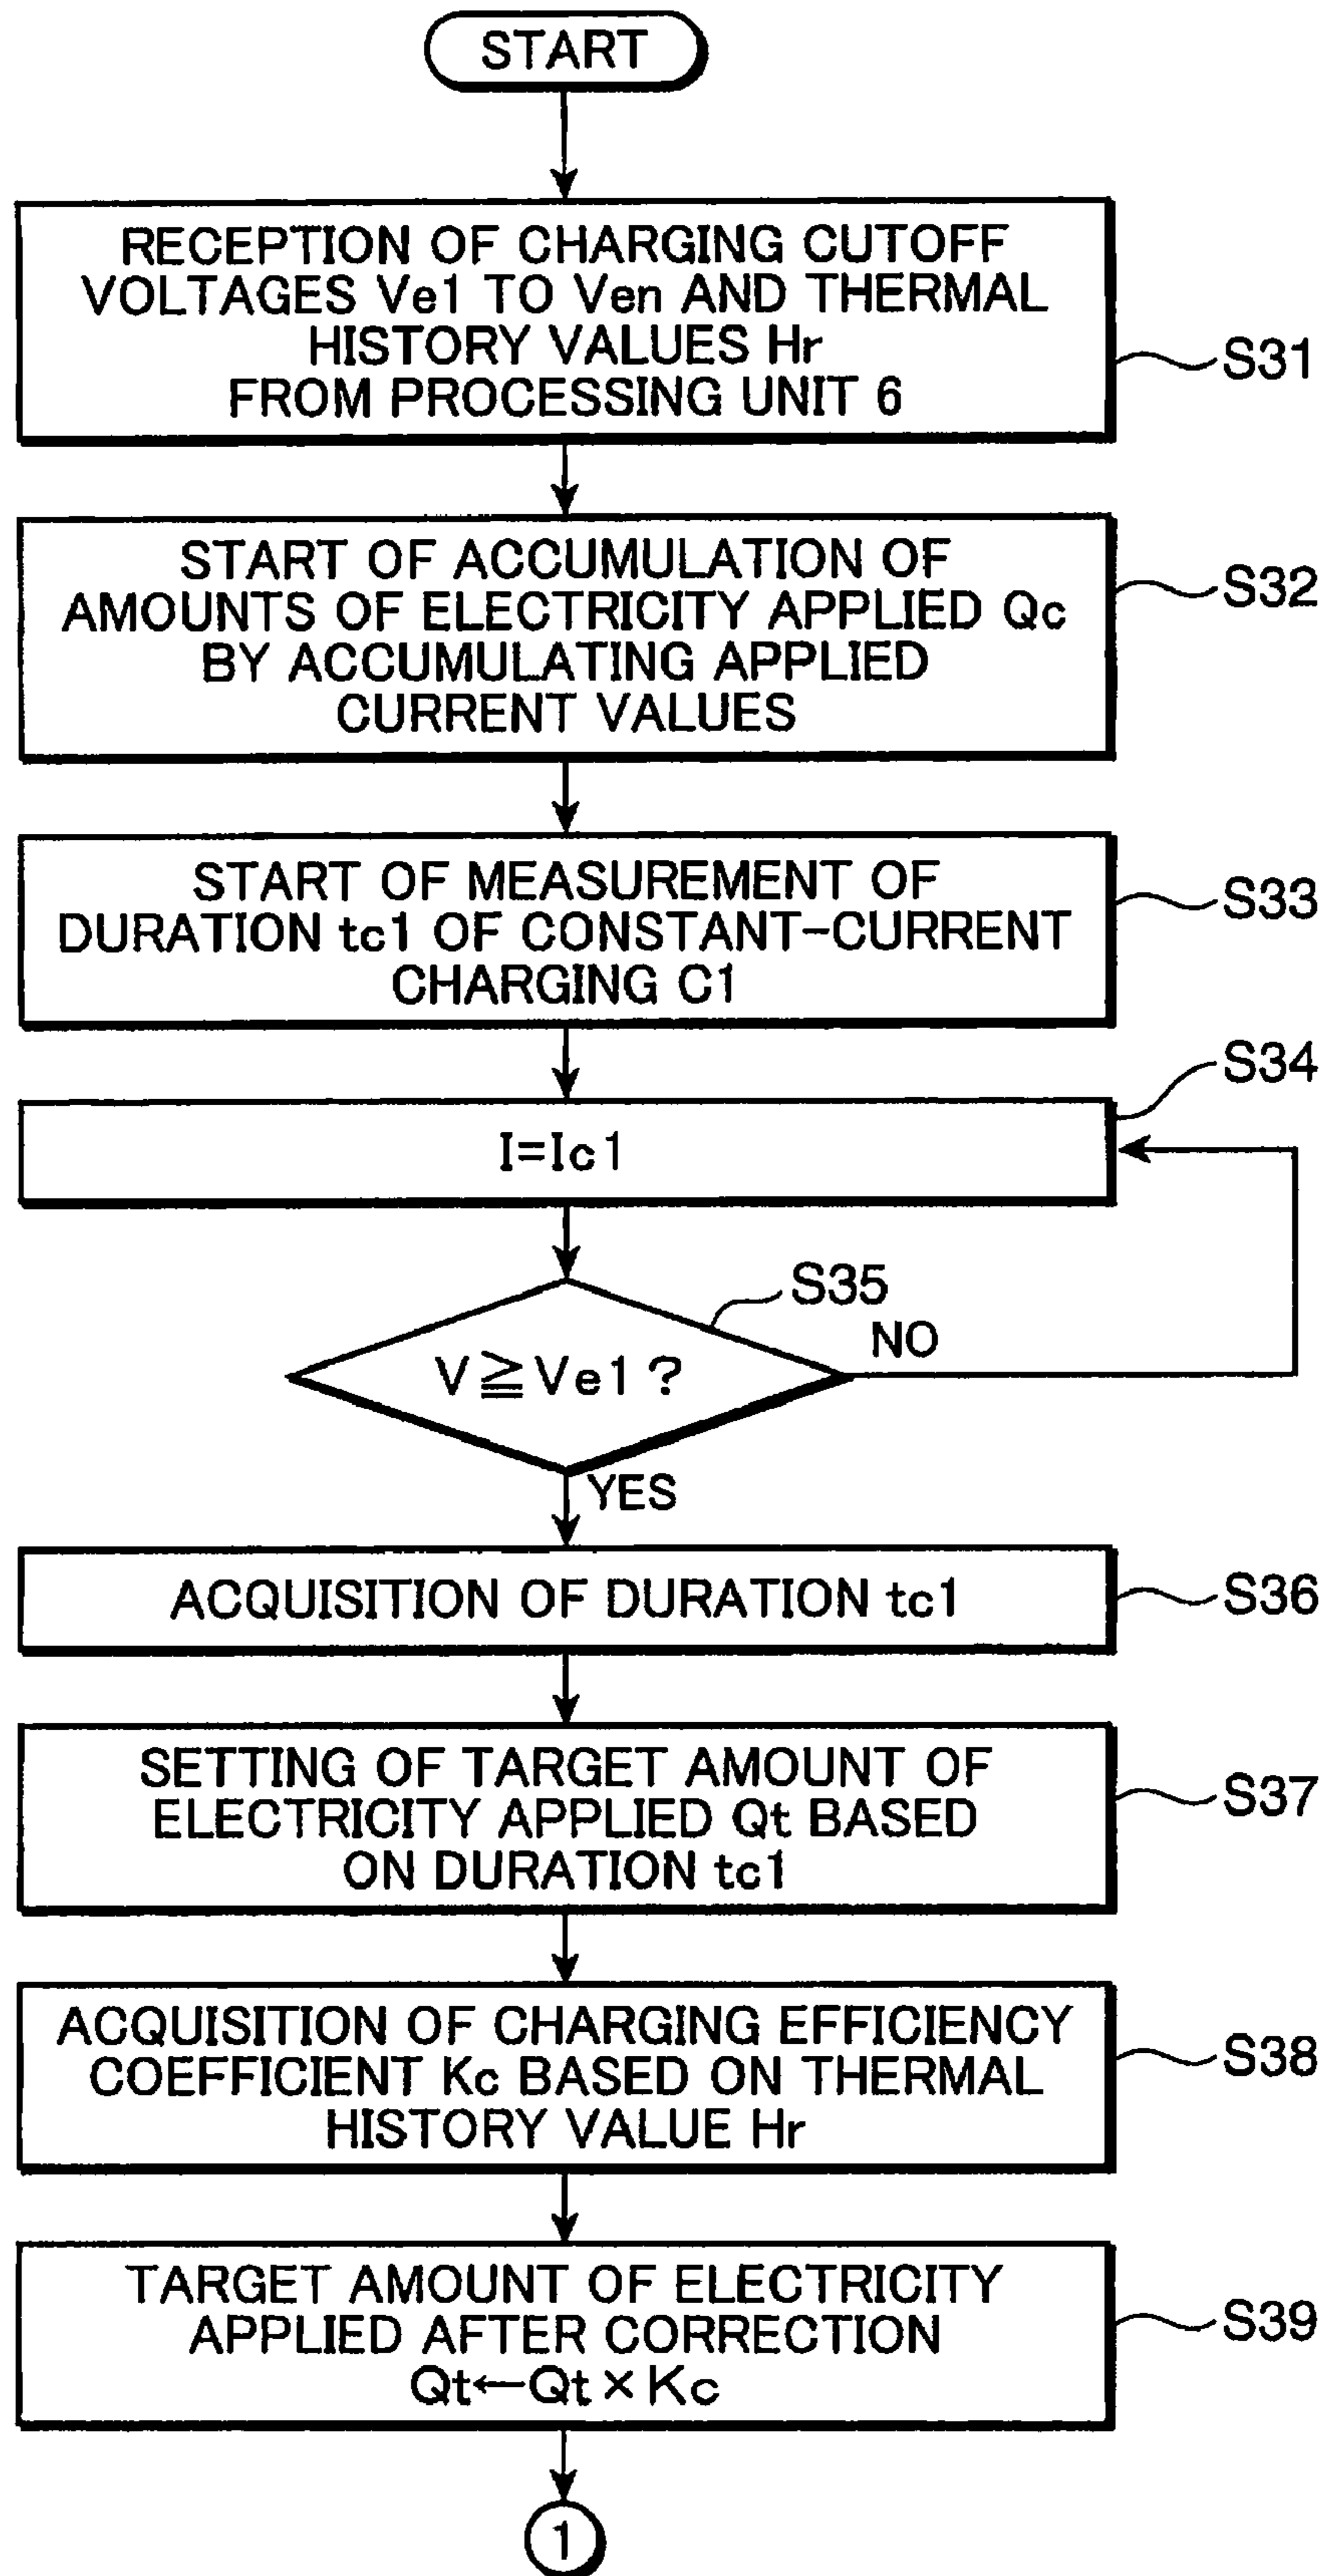 START
RECEPTION OF CHARGING CUTOFF
VOLTAGES Ve1 TO Ven AND THERMAL
HISTORY VALUES Hr
FROM PROCESSING UNIT 6
S31
START OF ACCUMULATION OF
AMOUNTS OF ELECTRICITY APPLIED Qc
BY ACCUMULATING APPLIED
CURRENT VALUES
S32
START OF MEASUREMENT OF
DURATION tc1 OF CONSTANT-CURRENT
CHARGING C1
S33
S34
I=Ic1
S35
V≧Ve1?
NO
YES
ACQUISITION OF DURATION tc1
S36
SETTING OF TARGET AMOUNT OF
ELECTRICITY APPLIED Qt BASED
ON DURATION tc1
S37
ACQUISITION OF CHARGING EFFICIENCY
COEFFICIENT Kc BASED ON THERMAL
HISTORY VALUE Hr
S38
TARGET AMOUNT OF ELECTRICITY
APPLIED AFTER CORRECTION
Qt←Qt×Kc
S39
1